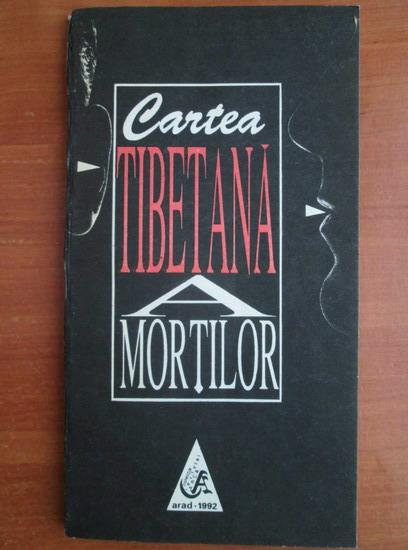 Cartea
TIBETANĂ
A
MORȚILOR
arad - 1992